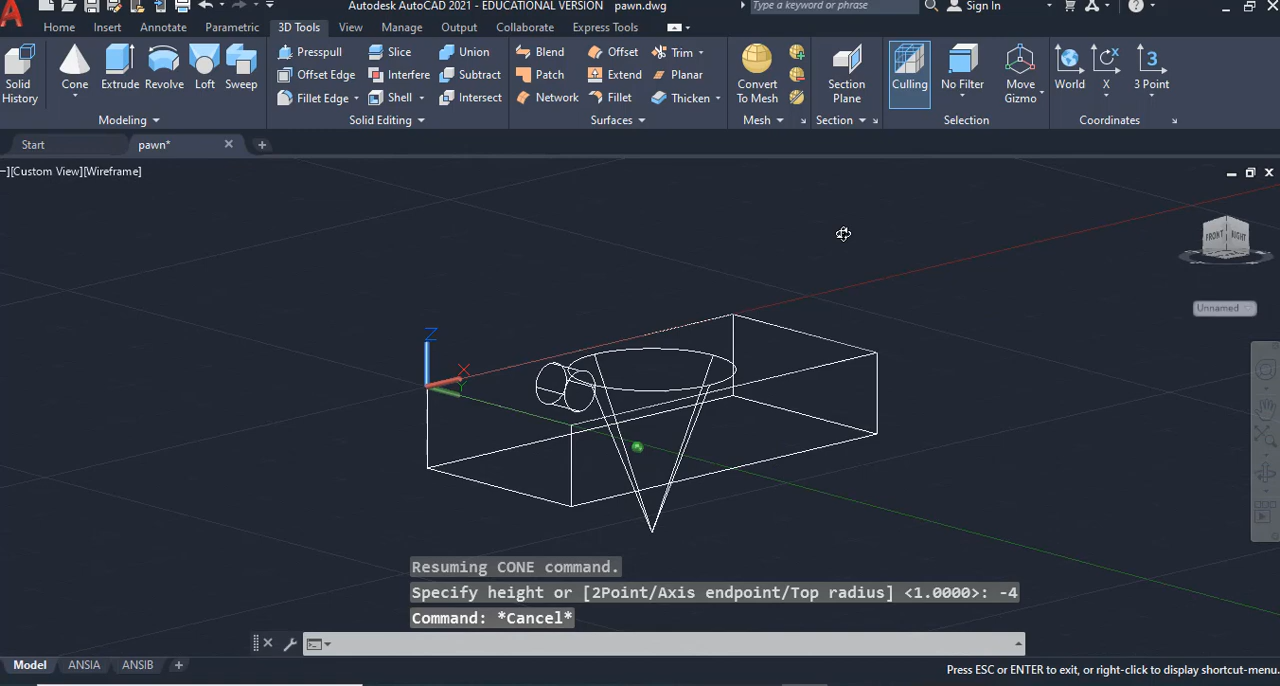 Autodesk AutoCAD 2021 - EDUCATIONAL VERSION pawn.dwg Type a keyword or phrase Sign In
Home Insert Annotate Parametric 3D Tools View Manage Output Collaborate Express Tools
Solid History Cone Extrude Revolve Loft Sweep
Presspull Slice Union
Offset Edge Interfere Subtract
Fillet Edge Shell Intersect
Blend Offset Trim
Patch Extend Planar
Network Fillet Thicken
Convert To Mesh Section Plane Culling No Filter Move Gizmo World X 3 Point
Modeling Solid Editing Surfaces Mesh Section Selection Coordinates
Start pawn*
][Custom View][Wireframe]
FRONT RIGHT
Unnamed
Z
X
Y
Resuming CONE command.
Specify height or [2Point/Axis endpoint/Top radius] <1.0000>: -4
Command: *Cancel*
Model ANSIA ANSIB +
Press ESC or ENTER to exit, or right-click to display shortcut-menu.